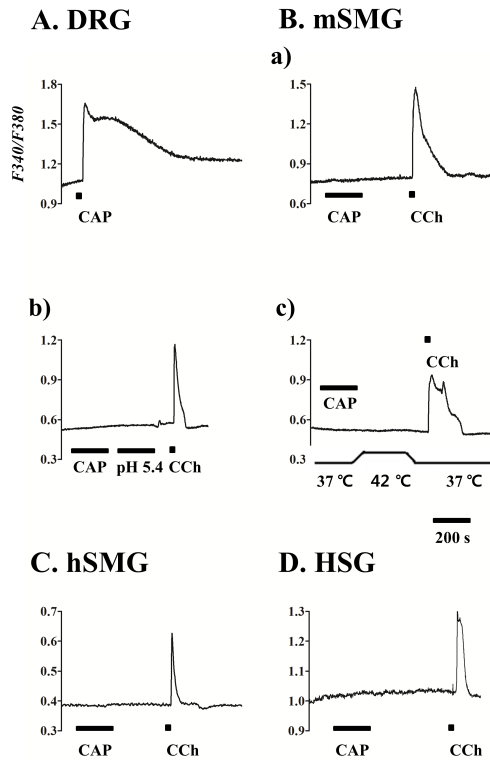 A. DRG
B. mSMG
a)
F340/F380
1.8
1.5
1.2
0.9
CAP
1.5
1.2
0.9
0.6
CAP CCh
b)
1.2
0.9
0.6
0.3
CAP pH 5.4 CCh
c)
1.2
0.9
0.6
0.3
CCh
CAP
37 ℃ 42 ℃ 37 ℃
200 s
C. hSMG
0.7
0.6
0.5
0.4
0.3
CAP CCh
D. HSG
1.3
1.2
1.1
1.0
0.9
CAP CCh